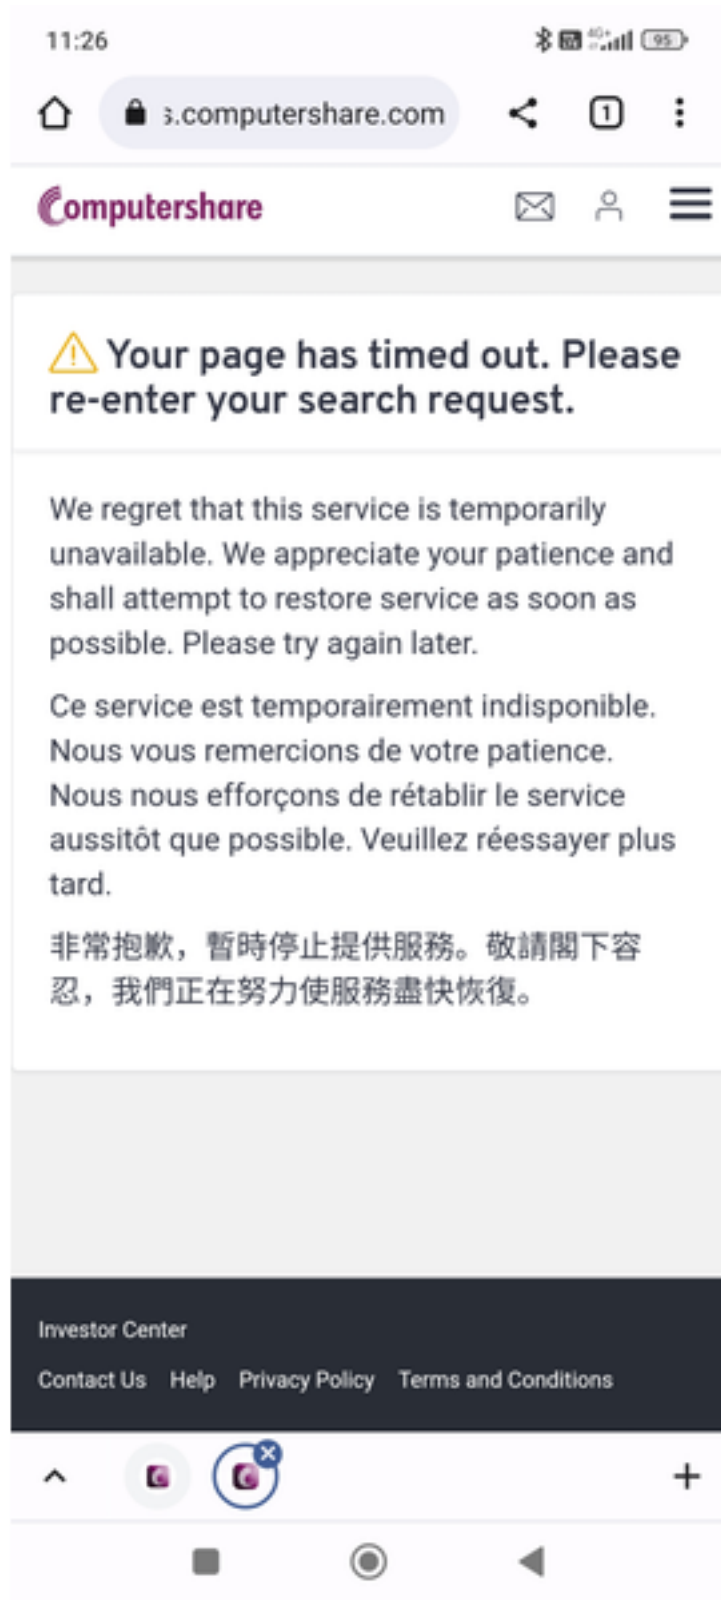 11:26
4G+
95
s.computershare.com
1
Computershare
Your page has timed out. Please
re-enter your search request.
We regret that this service is temporarily
unavailable. We appreciate your patience and
shall attempt to restore service as soon as
possible. Please try again later.
Ce service est temporairement indisponible.
Nous vous remercions de votre patience.
Nous nous efforçons de rétablir le service
aussitôt que possible. Veuillez réessayer plus
tard.
非常抱歉，暫時停止提供服務。敬請閣下容
忍，我們正在努力使服務盡快恢復。
Investor Center
Contact Us Help Privacy Policy Terms and Conditions